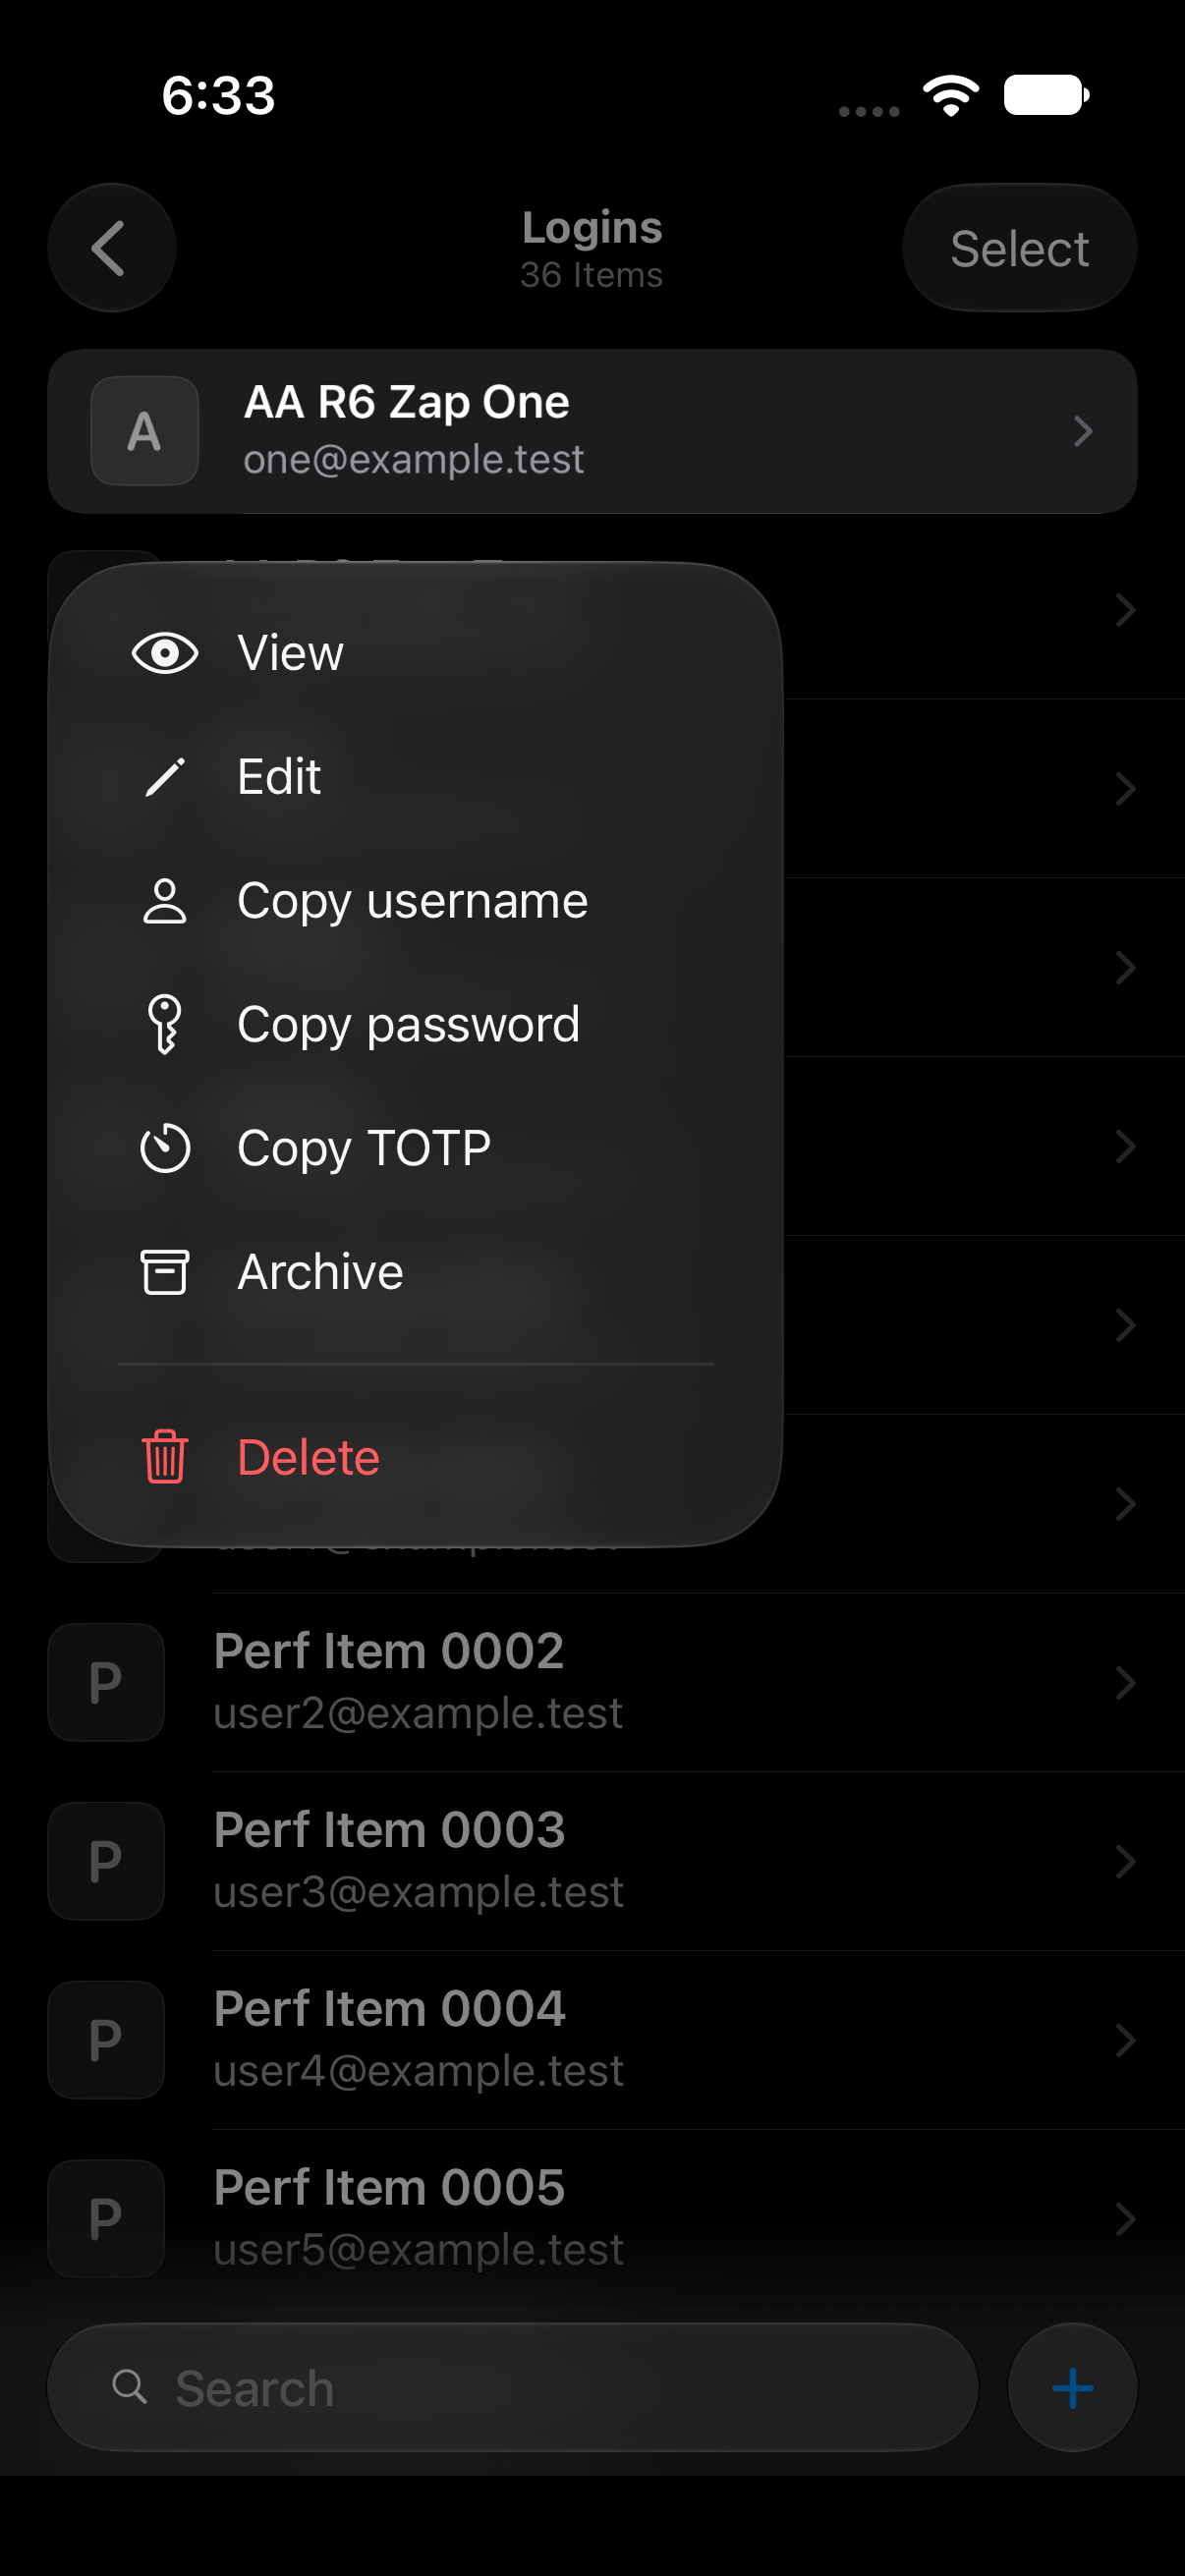 6:33
Logins
36 Items
Select
A
AA R6 Zap One
one@example.test
View
Edit
Copy username
Copy password
Copy TOTP
Archive
Delete
P
Perf Item 0002
user2@example.test
P
Perf Item 0003
user3@example.test
P
Perf Item 0004
user4@example.test
P
Perf Item 0005
user5@example.test
Search